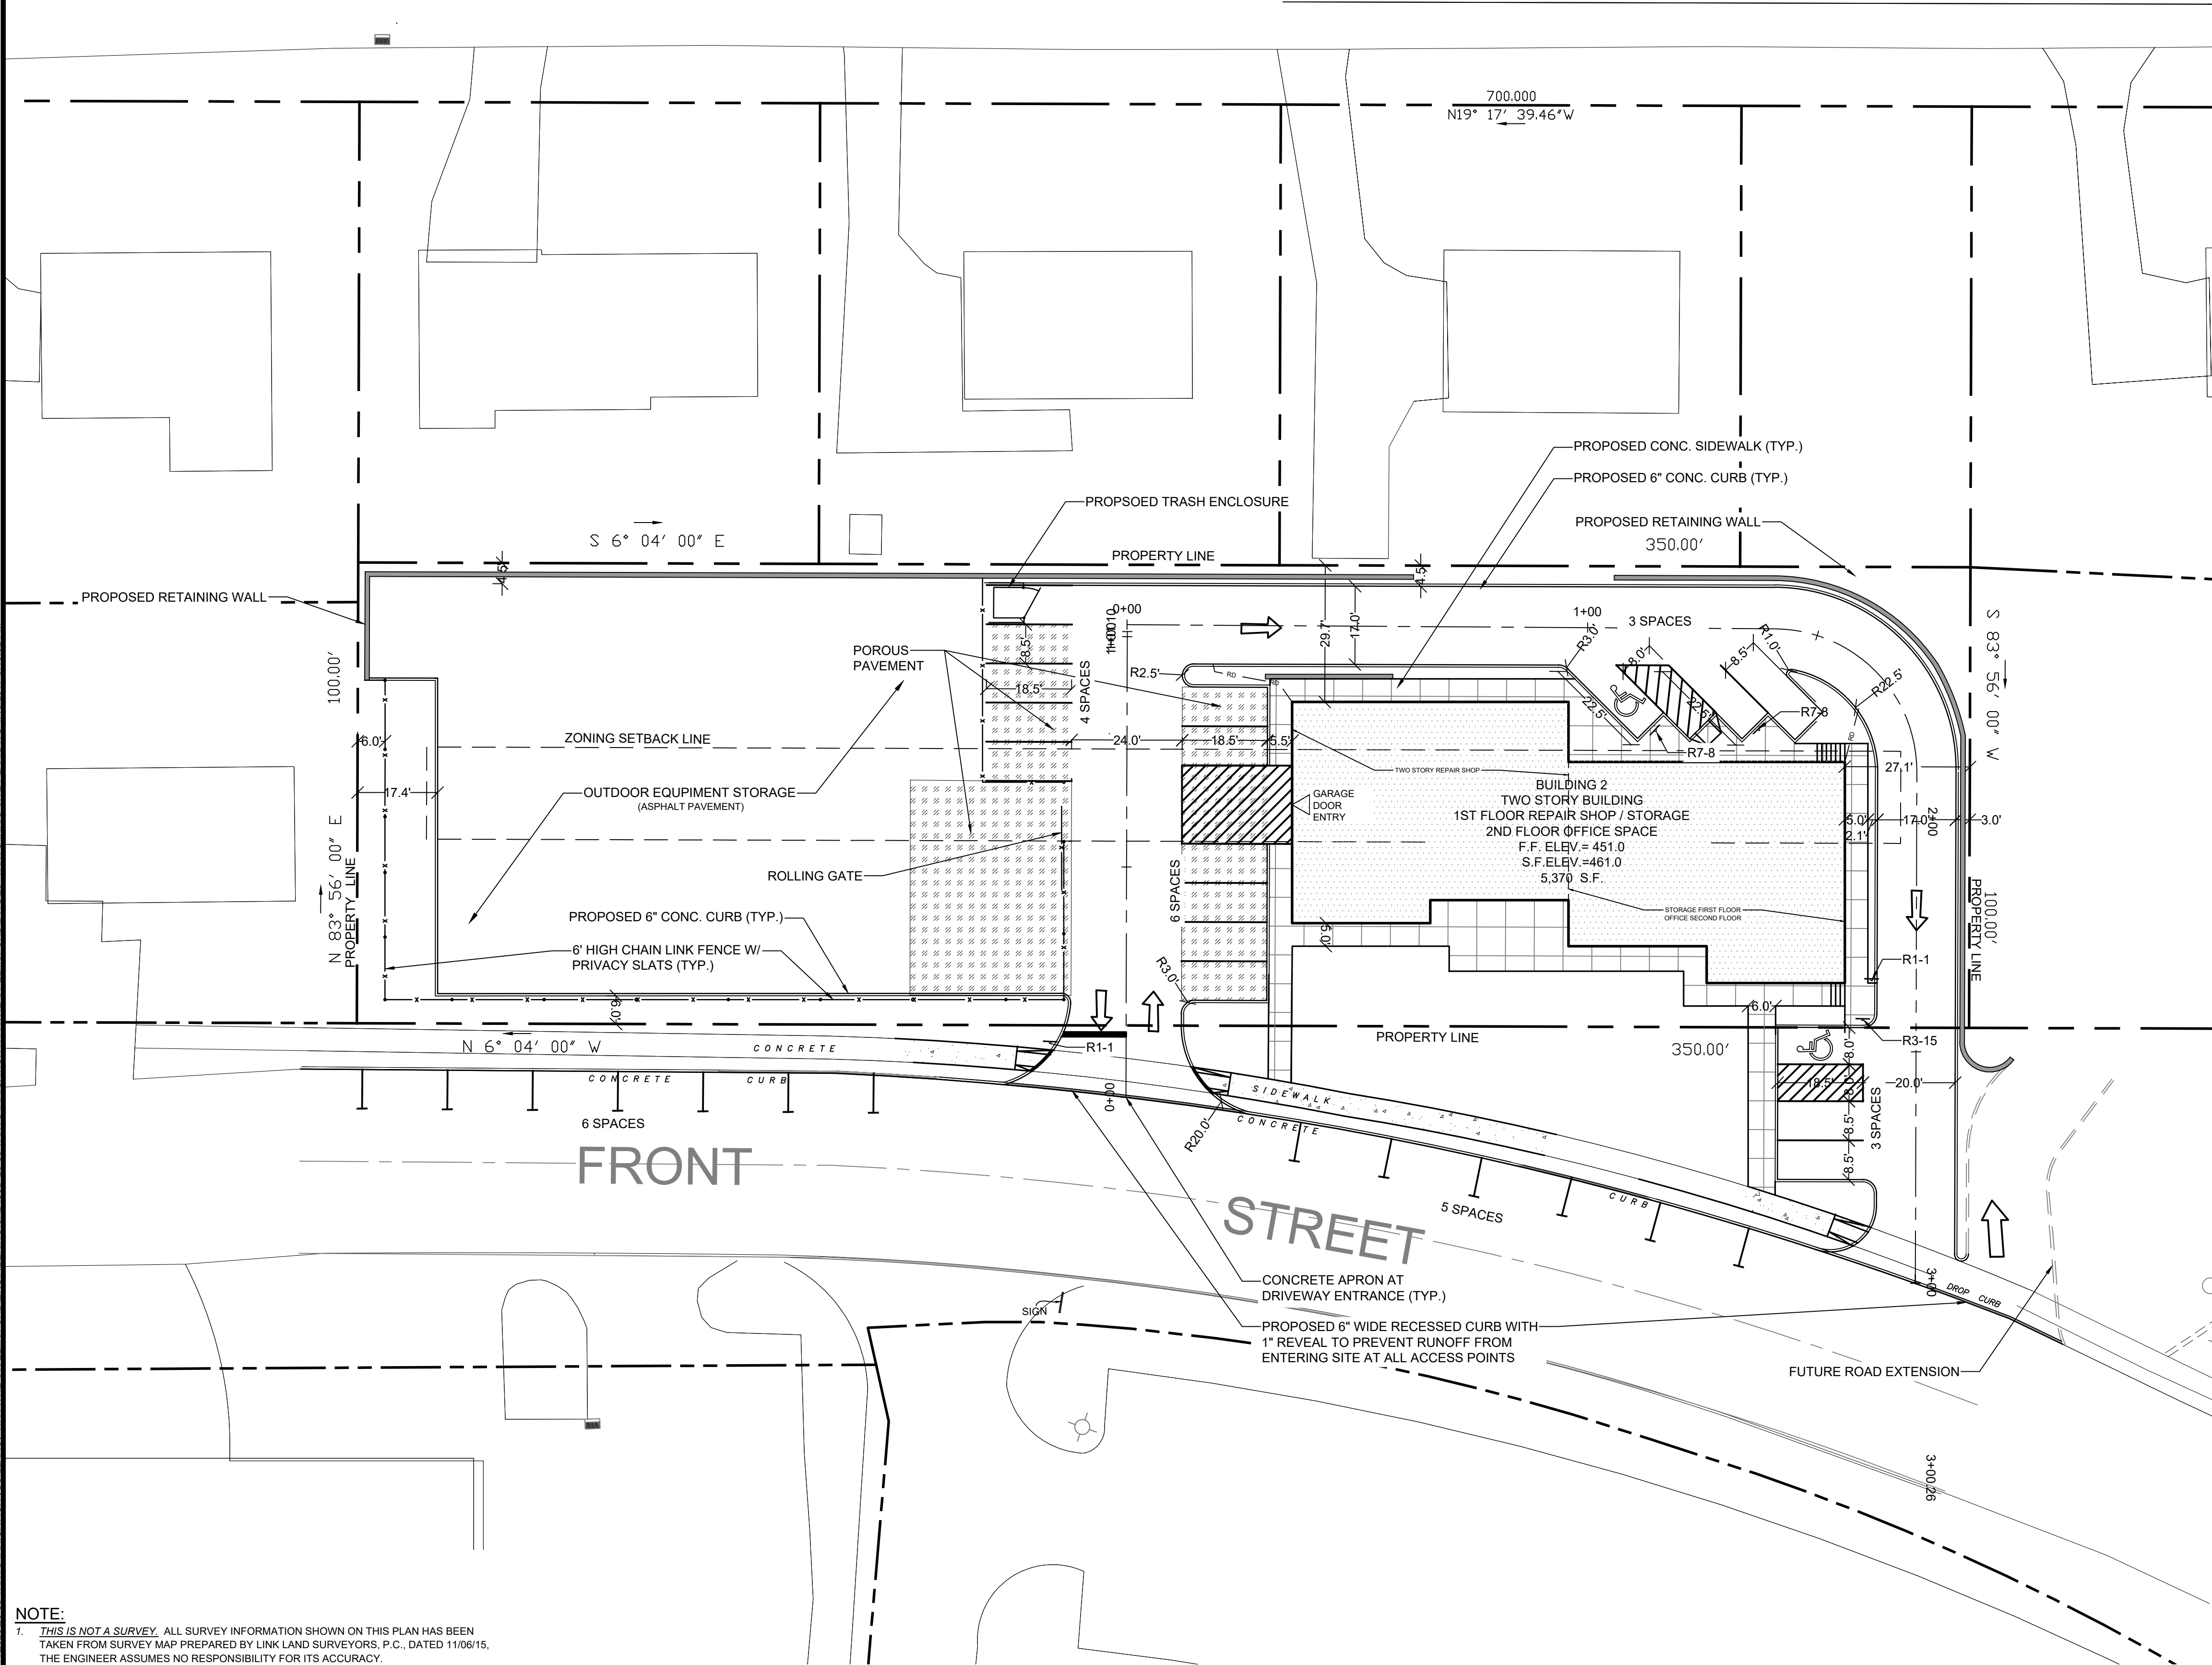 700.000
N19° 17' 39.46"W
PROPOSED CONC. SIDEWALK (TYP.)
PROPOSED 6" CONC. CURB (TYP.)
PROPSOED TRASH ENCLOSURE
PROPOSED RETAINING WALL
350.00'
S 6° 04' 00" E
PROPERTY LINE
4.5'
4.5'
PROPOSED RETAINING WALL
0+00
1+00
3 SPACES
29.7'
17.0'
R3.0'
8.0'
8.5'
R1.0'
S 83° 56' 00" W
100.00'
POROUS
PAVEMENT
8.5'
18.5'
4 SPACES
R2.5'
RD
RD
22.5'
22.5'
R7-8
R7-8
R22.5'
RD
6.0'
ZONING SETBACK LINE
24.0'
18.5'
5.5'
TWO STORY REPAIR SHOP
27.1'
17.4'
OUTDOOR EQUPIMENT STORAGE
(ASPHALT PAVEMENT)
GARAGE
DOOR
ENTRY
BUILDING 2
TWO STORY BUILDING
1ST FLOOR REPAIR SHOP / STORAGE
2ND FLOOR OFFICE SPACE
F.F. ELEV.= 451.0
S.F.ELEV.=461.0
5,370 S.F.
5.0'
2.1'
17.0'
2+00
3.0'
N 83° 56' 00" E
100.00'
PROPERTY LINE
ROLLING GATE
6 SPACES
PROPOSED 6" CONC. CURB (TYP.)
6' HIGH CHAIN LINK FENCE W/
PRIVACY SLATS (TYP.)
STORAGE FIRST FLOOR
OFFICE SECOND FLOOR
5.0'
PROPERTY LINE
R1-1
R3.0'
6.0'
6.0'
N 6° 04' 00" W
CONCRETE
R1-1
PROPERTY LINE
350.00'
R3-15
8.0'
CONCRETE CURB
0+00
SIDEWALK
18.5'
8.0'
20.0'
6 SPACES
R20.0'
CONCRETE
8.5'
3 SPACES
8.5'
FRONT
STREET
5 SPACES
CURB
CONCRETE APRON AT
DRIVEWAY ENTRANCE (TYP.)
3+00
DROP CURB
SIGN
PROPOSED 6" WIDE RECESSED CURB WITH
1" REVEAL TO PREVENT RUNOFF FROM
ENTERING SITE AT ALL ACCESS POINTS
FUTURE ROAD EXTENSION
3+00.26
NOTE:
1. THIS IS NOT A SURVEY. ALL SURVEY INFORMATION SHOWN ON THIS PLAN HAS BEEN
TAKEN FROM SURVEY MAP PREPARED BY LINK LAND SURVEYORS, P.C., DATED 11/06/15,
THE ENGINEER ASSUMES NO RESPONSIBILITY FOR ITS ACCURACY.